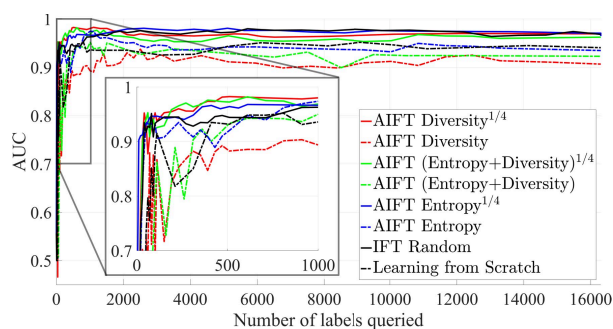 1
0.9
0.8
0.7
0.6
0.5
AUC
1
0.9
0.8
0.7
0 500 1000
AIFT Diversity1/4
AIFT Diversity
AIFT (Entropy+Diversity)1/4
AIFT (Entropy+Diversity)
AIFT Entropy1/4
AIFT Entropy
IFT Random
Learning from Scratch
0 2000 4000 6000 8000 10000 12000 14000 16000
Number of labels queried